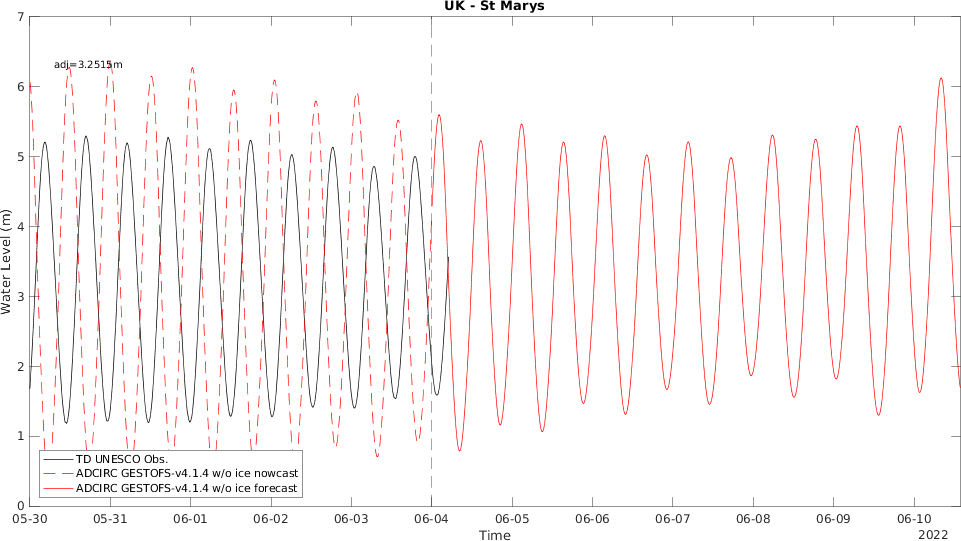 UK - St Marys
7
adj=3.2515m
6
5
4
3
2
1
0
Water Level (m)
TD UNESCO Obs.
ADCIRC GESTOFS-v4.1.4 w/o ice nowcast
ADCIRC GESTOFS-v4.1.4 w/o ice forecast
05-30 05-31 06-01 06-02 06-03 06-04 06-05 06-06 06-07 06-08 06-09 06-10
Time
2022